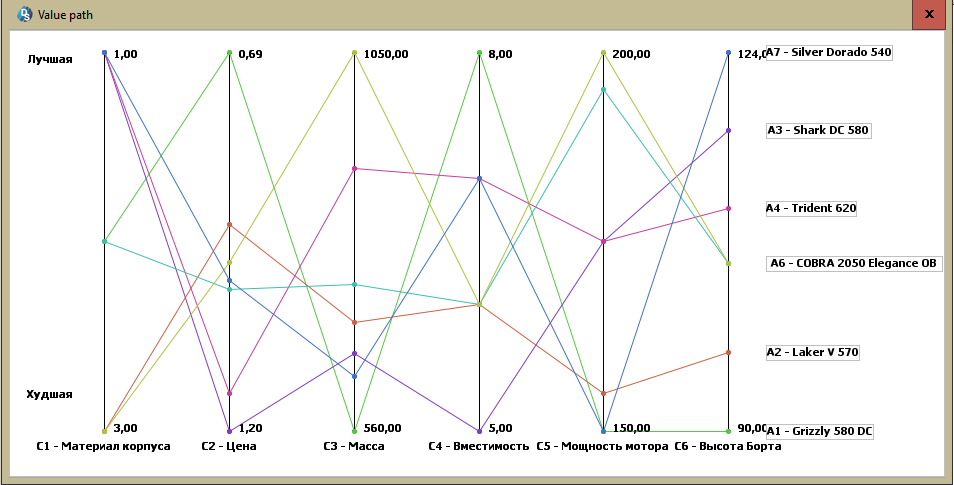 Value path
x
Лучшая
1,00
0,69
1050,00
8,00
200,00
124,0
A7 - Silver Dorado 540
A3 - Shark DC 580
A4 - Trident 620
A6 - COBRA 2050 Elegance OB
A2 - Laker V 570
Худшая
3,00
1,20
560,00
5,00
150,00
90,0
A1 - Grizzly 580 DC
C1 - Материал корпуса
C2 - Цена
C3 - Масса
C4 - Вместимость
C5 - Мощность мотора
C6 - Высота Борта